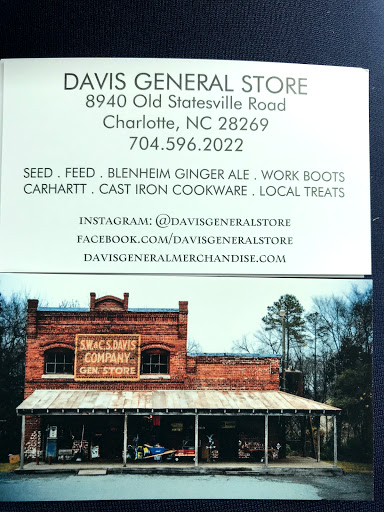 DAVIS GENERAL STORE
8940 Old Statesville Road
Charlotte, NC 28269
704.596.2022
SEED . FEED . BLENHEIM GINGER ALE . WORK BOOTS
CARHARTT . CAST IRON COOKWARE . LOCAL TREATS
INSTAGRAM: @DAVISGENERALSTORE
FACEBOOK.COM/DAVISGENERALSTORE
DAVISGENERALMERCHANDISE.COM
S.W. & C.S. DAVIS
COMPANY
GEN. STORE